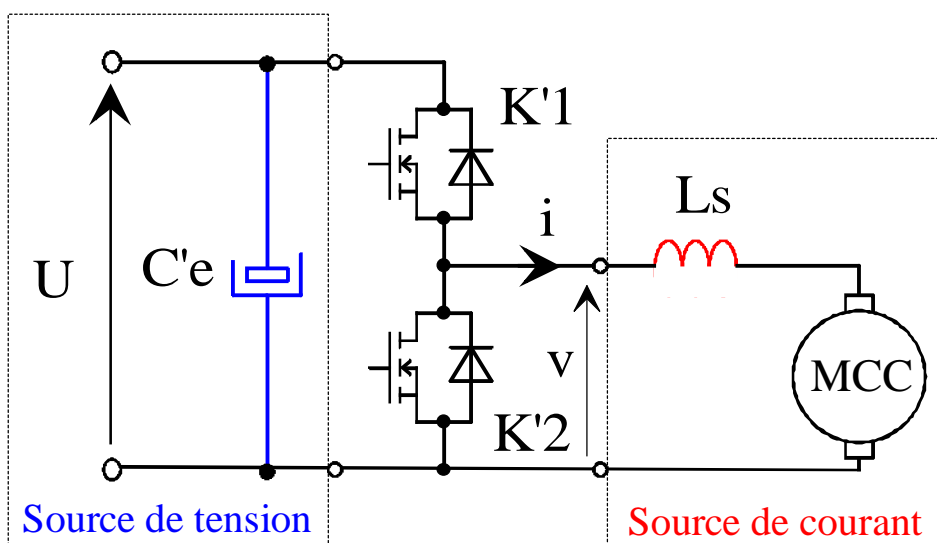 K'1
Ls
i
U
C'e
v
MCC
K'2
Source de tension
Source de courant